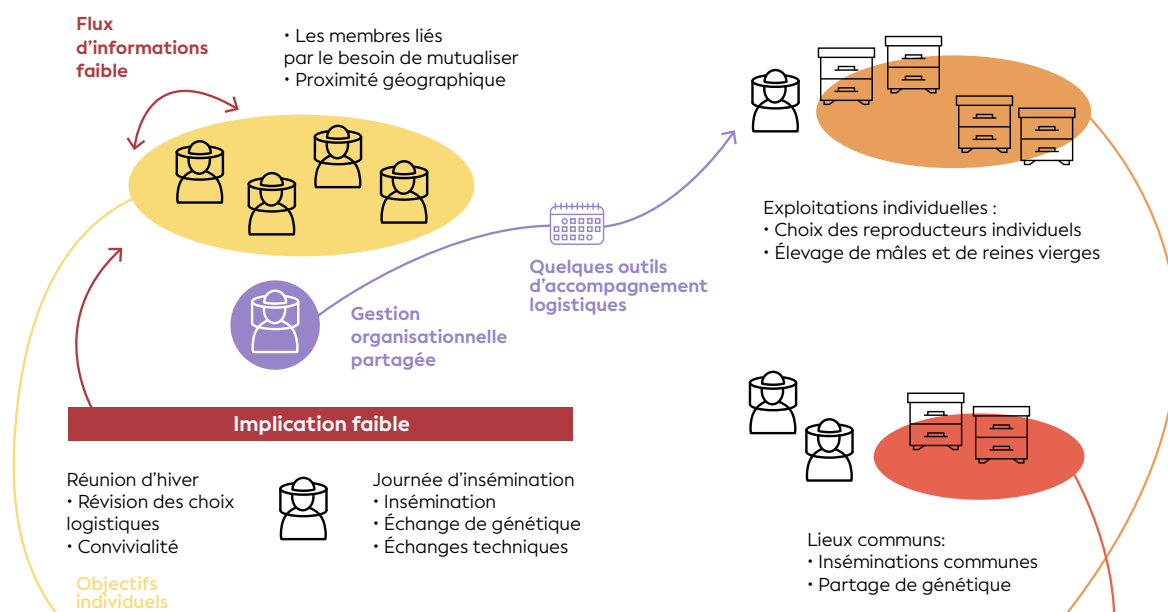 Flux
d'informations
faible
• Les membres liés
par le besoin de mutualiser
• Proximité géographique
Exploitations individuelles :
• Choix des reproducteurs individuels
• Élevage de mâles et de reines vierges
Quelques outils
d'accompagnement
logistiques
Gestion
organisationnelle
partagée
Implication faible
Réunion d'hiver
• Révision des choix
logistiques
• Convivialité
Journée d'insémination
• Insémination
• Échange de génétique
• Échanges techniques
Lieux communs:
• Inséminations communes
• Partage de génétique
Objectifs
individuels